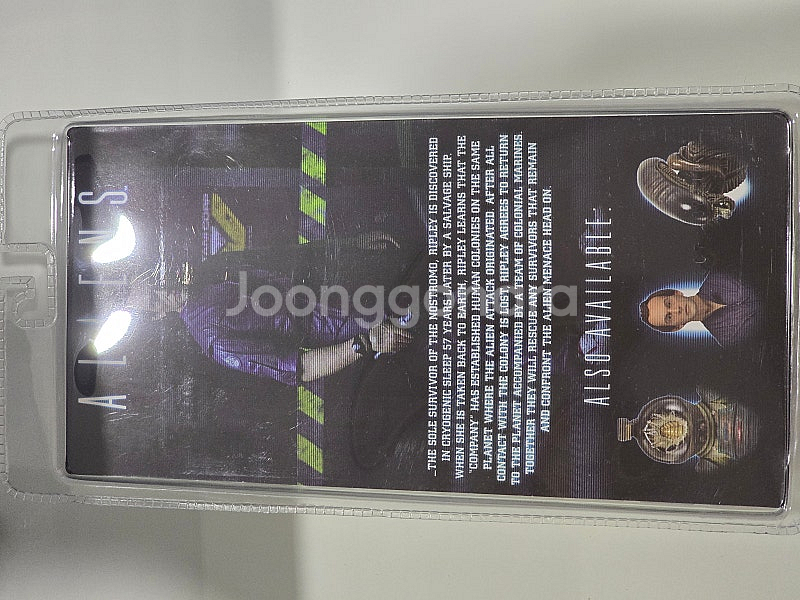 ALIENS
Joonggonara
...THE SOLE SURVIVOR OF THE NOSTROMO, RIPLEY IS DISCOVERED
IN CRYOGENIC SLEEP 57 YEARS LATER BY A SALVAGE SHIP.
WHEN SHE IS TAKEN BACK TO EARTH, RIPLEY LEARNS THAT THE
"COMPANY" HAS ESTABLISHED HUMAN COLONIES ON THE SAME
PLANET WHERE THE ALIEN ATTACK ORIGINATED. AFTER ALL
CONTACT WITH THE COLONY IS LOST, RIPLEY AGREES TO RETURN
TO THE PLANET ACCOMPANIED BY A TEAM OF COLONIAL MARINES.
TOGETHER THEY WILL RESCUE ANY SURVIVORS THAT REMAIN
AND CONFRONT THE ALIEN MENACE HEAD ON.
ALSO AVAILABLE: